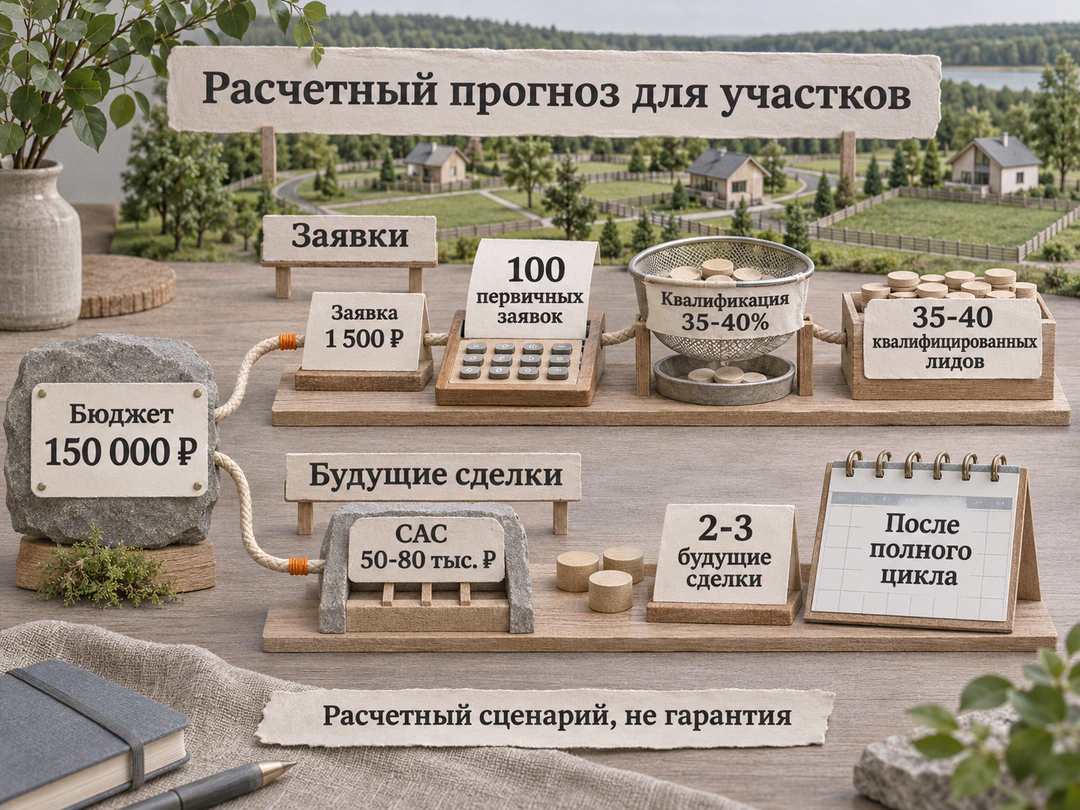 Расчетный прогноз для участков
Заявки
Заявка
1 500 ₽
100
первичных
заявок
Квалификация
35-40%
35-40
квалифицированных
лидов
Бюджет
150 000 ₽
Будущие сделки
САС
50-80 тыс. ₽
2-3
будущие
сделки
После
полного
цикла
Расчетный сценарий, не гарантия